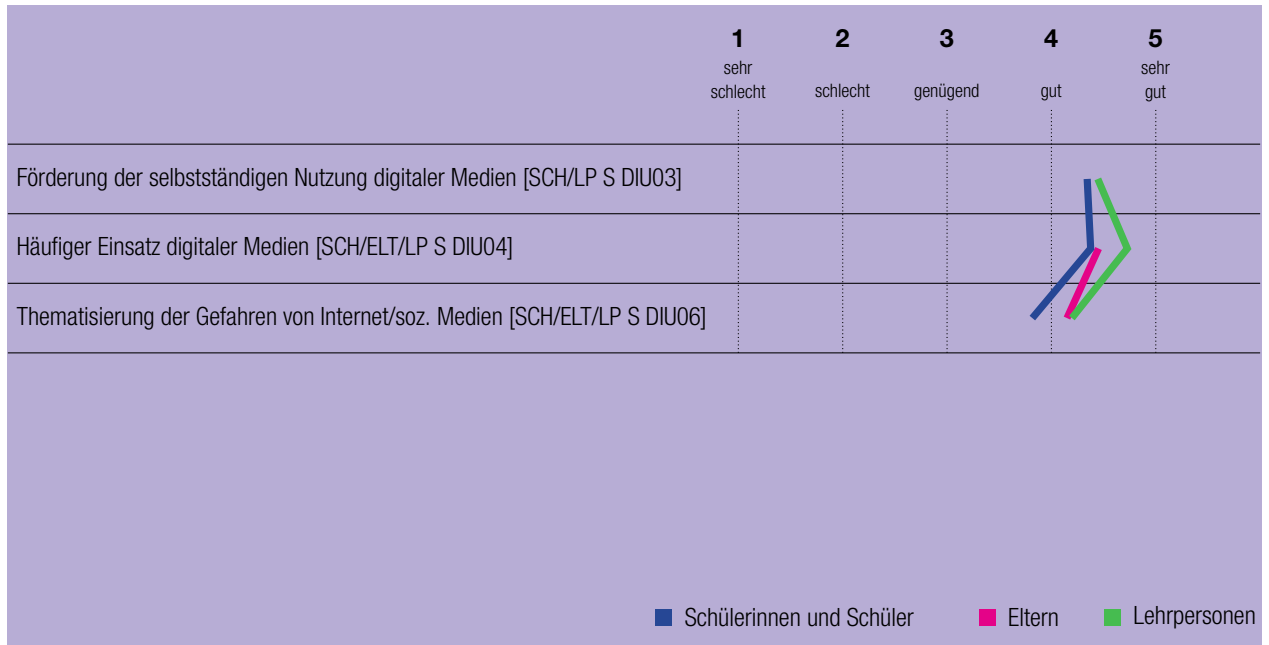 1 2 3 4 5
sehr schlecht schlecht genügend gut sehr gut
Förderung der selbstständigen Nutzung digitaler Medien [SCH/LP S DIU03]
Häufiger Einsatz digitaler Medien [SCH/ELT/LP S DIU04]
Thematisierung der Gefahren von Internet/soz. Medien [SCH/ELT/LP S DIU06]
Schülerinnen und Schüler Eltern Lehrpersonen